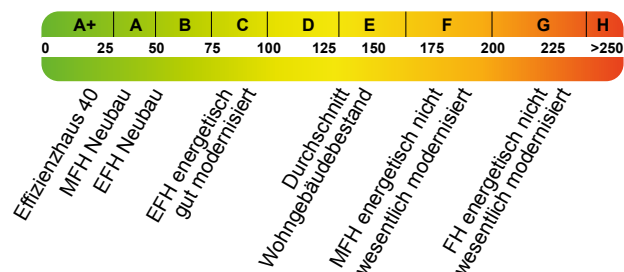 A+ A B C D E F G H
0 25 50 75 100 125 150 175 200 225 >250
Effizienzhaus 40
MFH Neubau
EFH Neubau
EFH energetisch
gut modernisiert
Durchschnitt
Wohngebäudebestand
MFH energetisch nicht
wesentlich modernisiert
FH energetisch nicht
wesentlich modernisiert